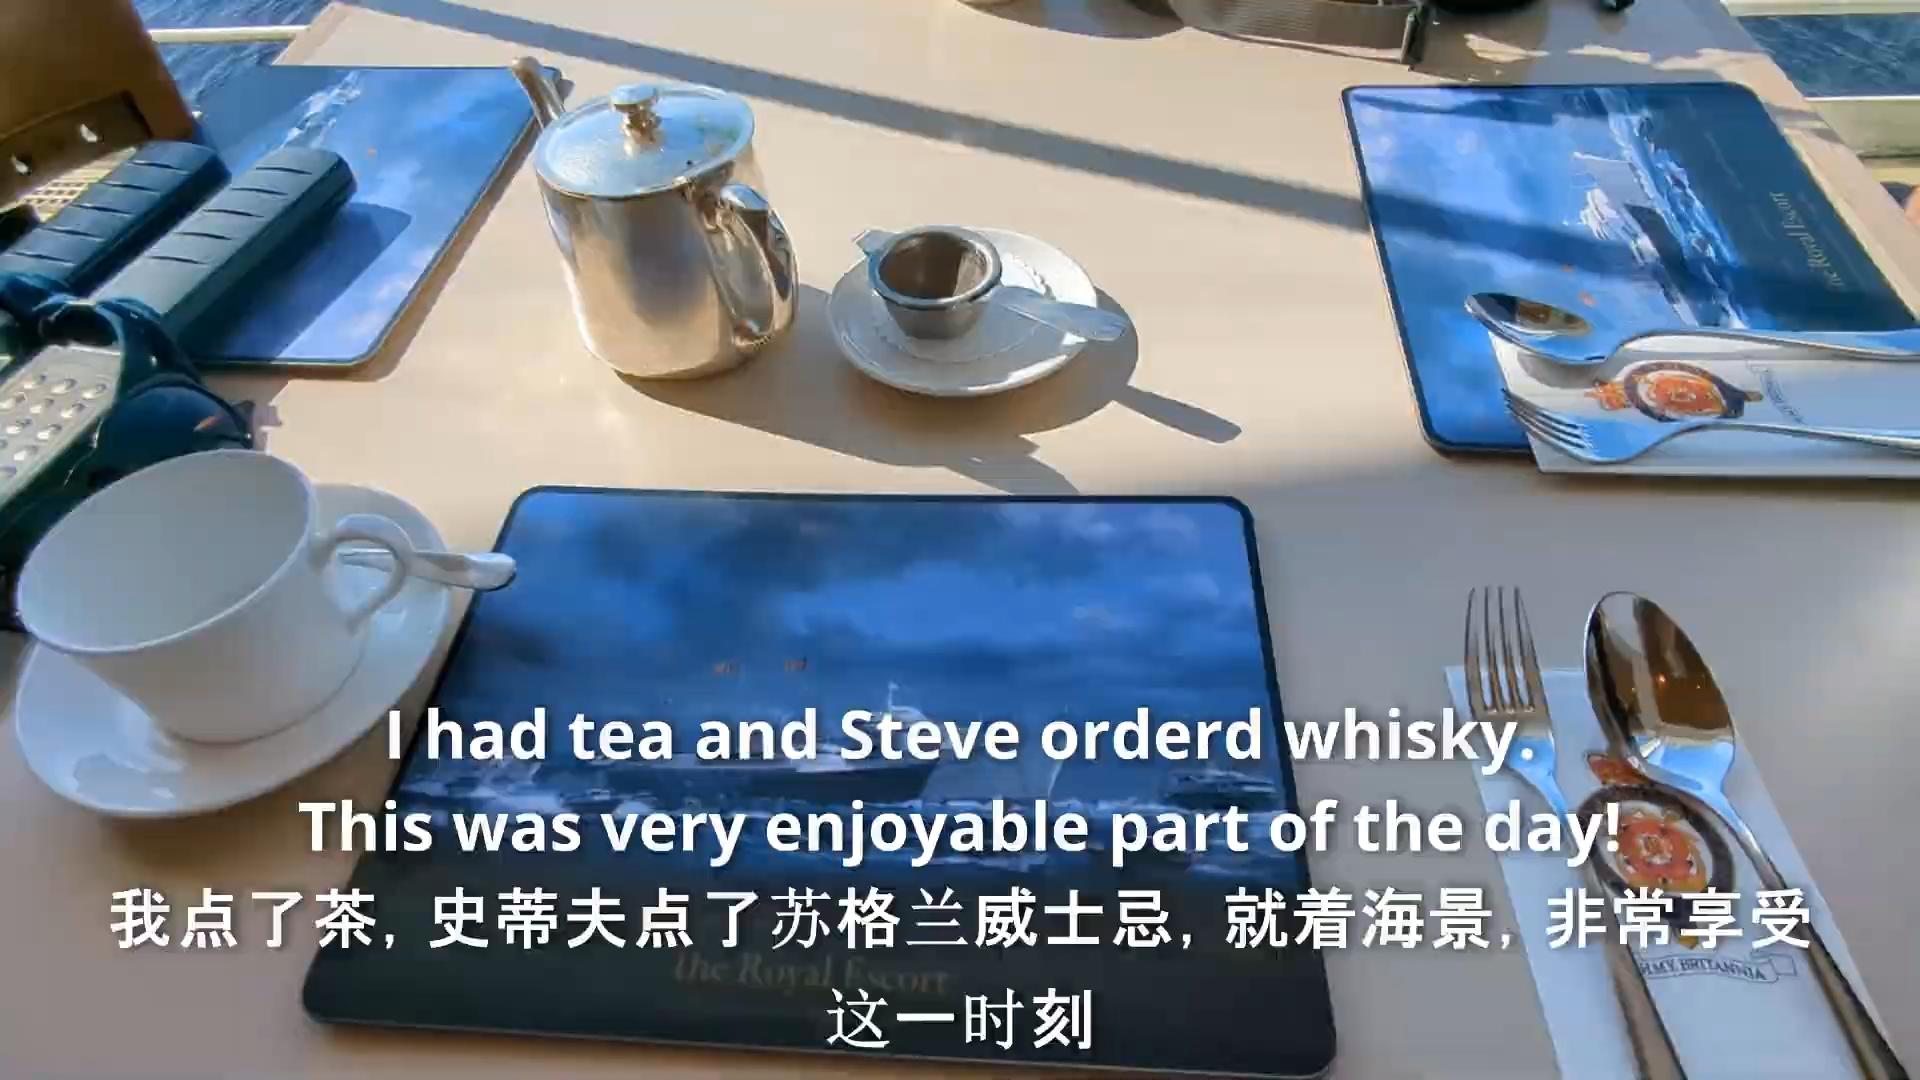 the Royal Escort
I had tea and Steve orderd whisky.
This was very enjoyable part of the day!
我点了茗, 史蒂夫点了苏格兰威士忌, 就着海景, 非常享受
the Royal Escort
H.M.Y. BRITANNIA
这一时刻